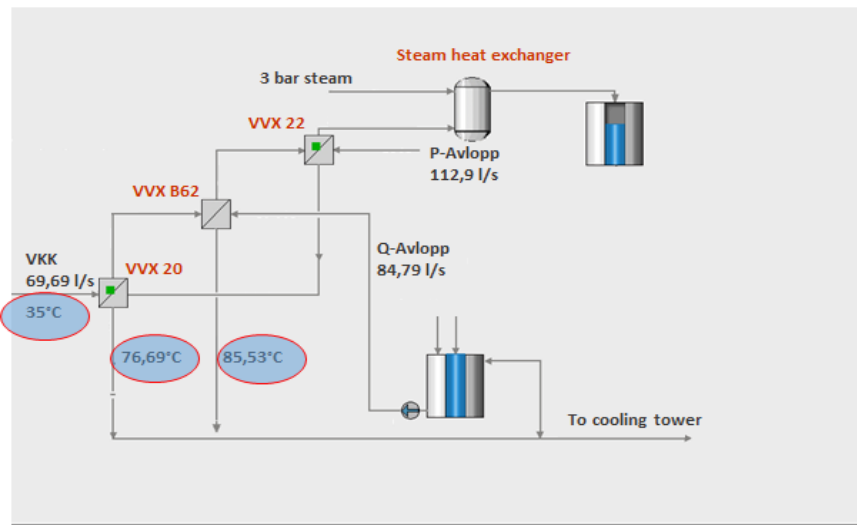 Steam heat exchanger
3 bar steam
VVX 22
P-Avlopp
112,9 l/s
VVX B62
VKK
69,69 l/s
VVX 20
Q-Avlopp
84,79 l/s
35°C
76,69°C
85,53°C
To cooling tower